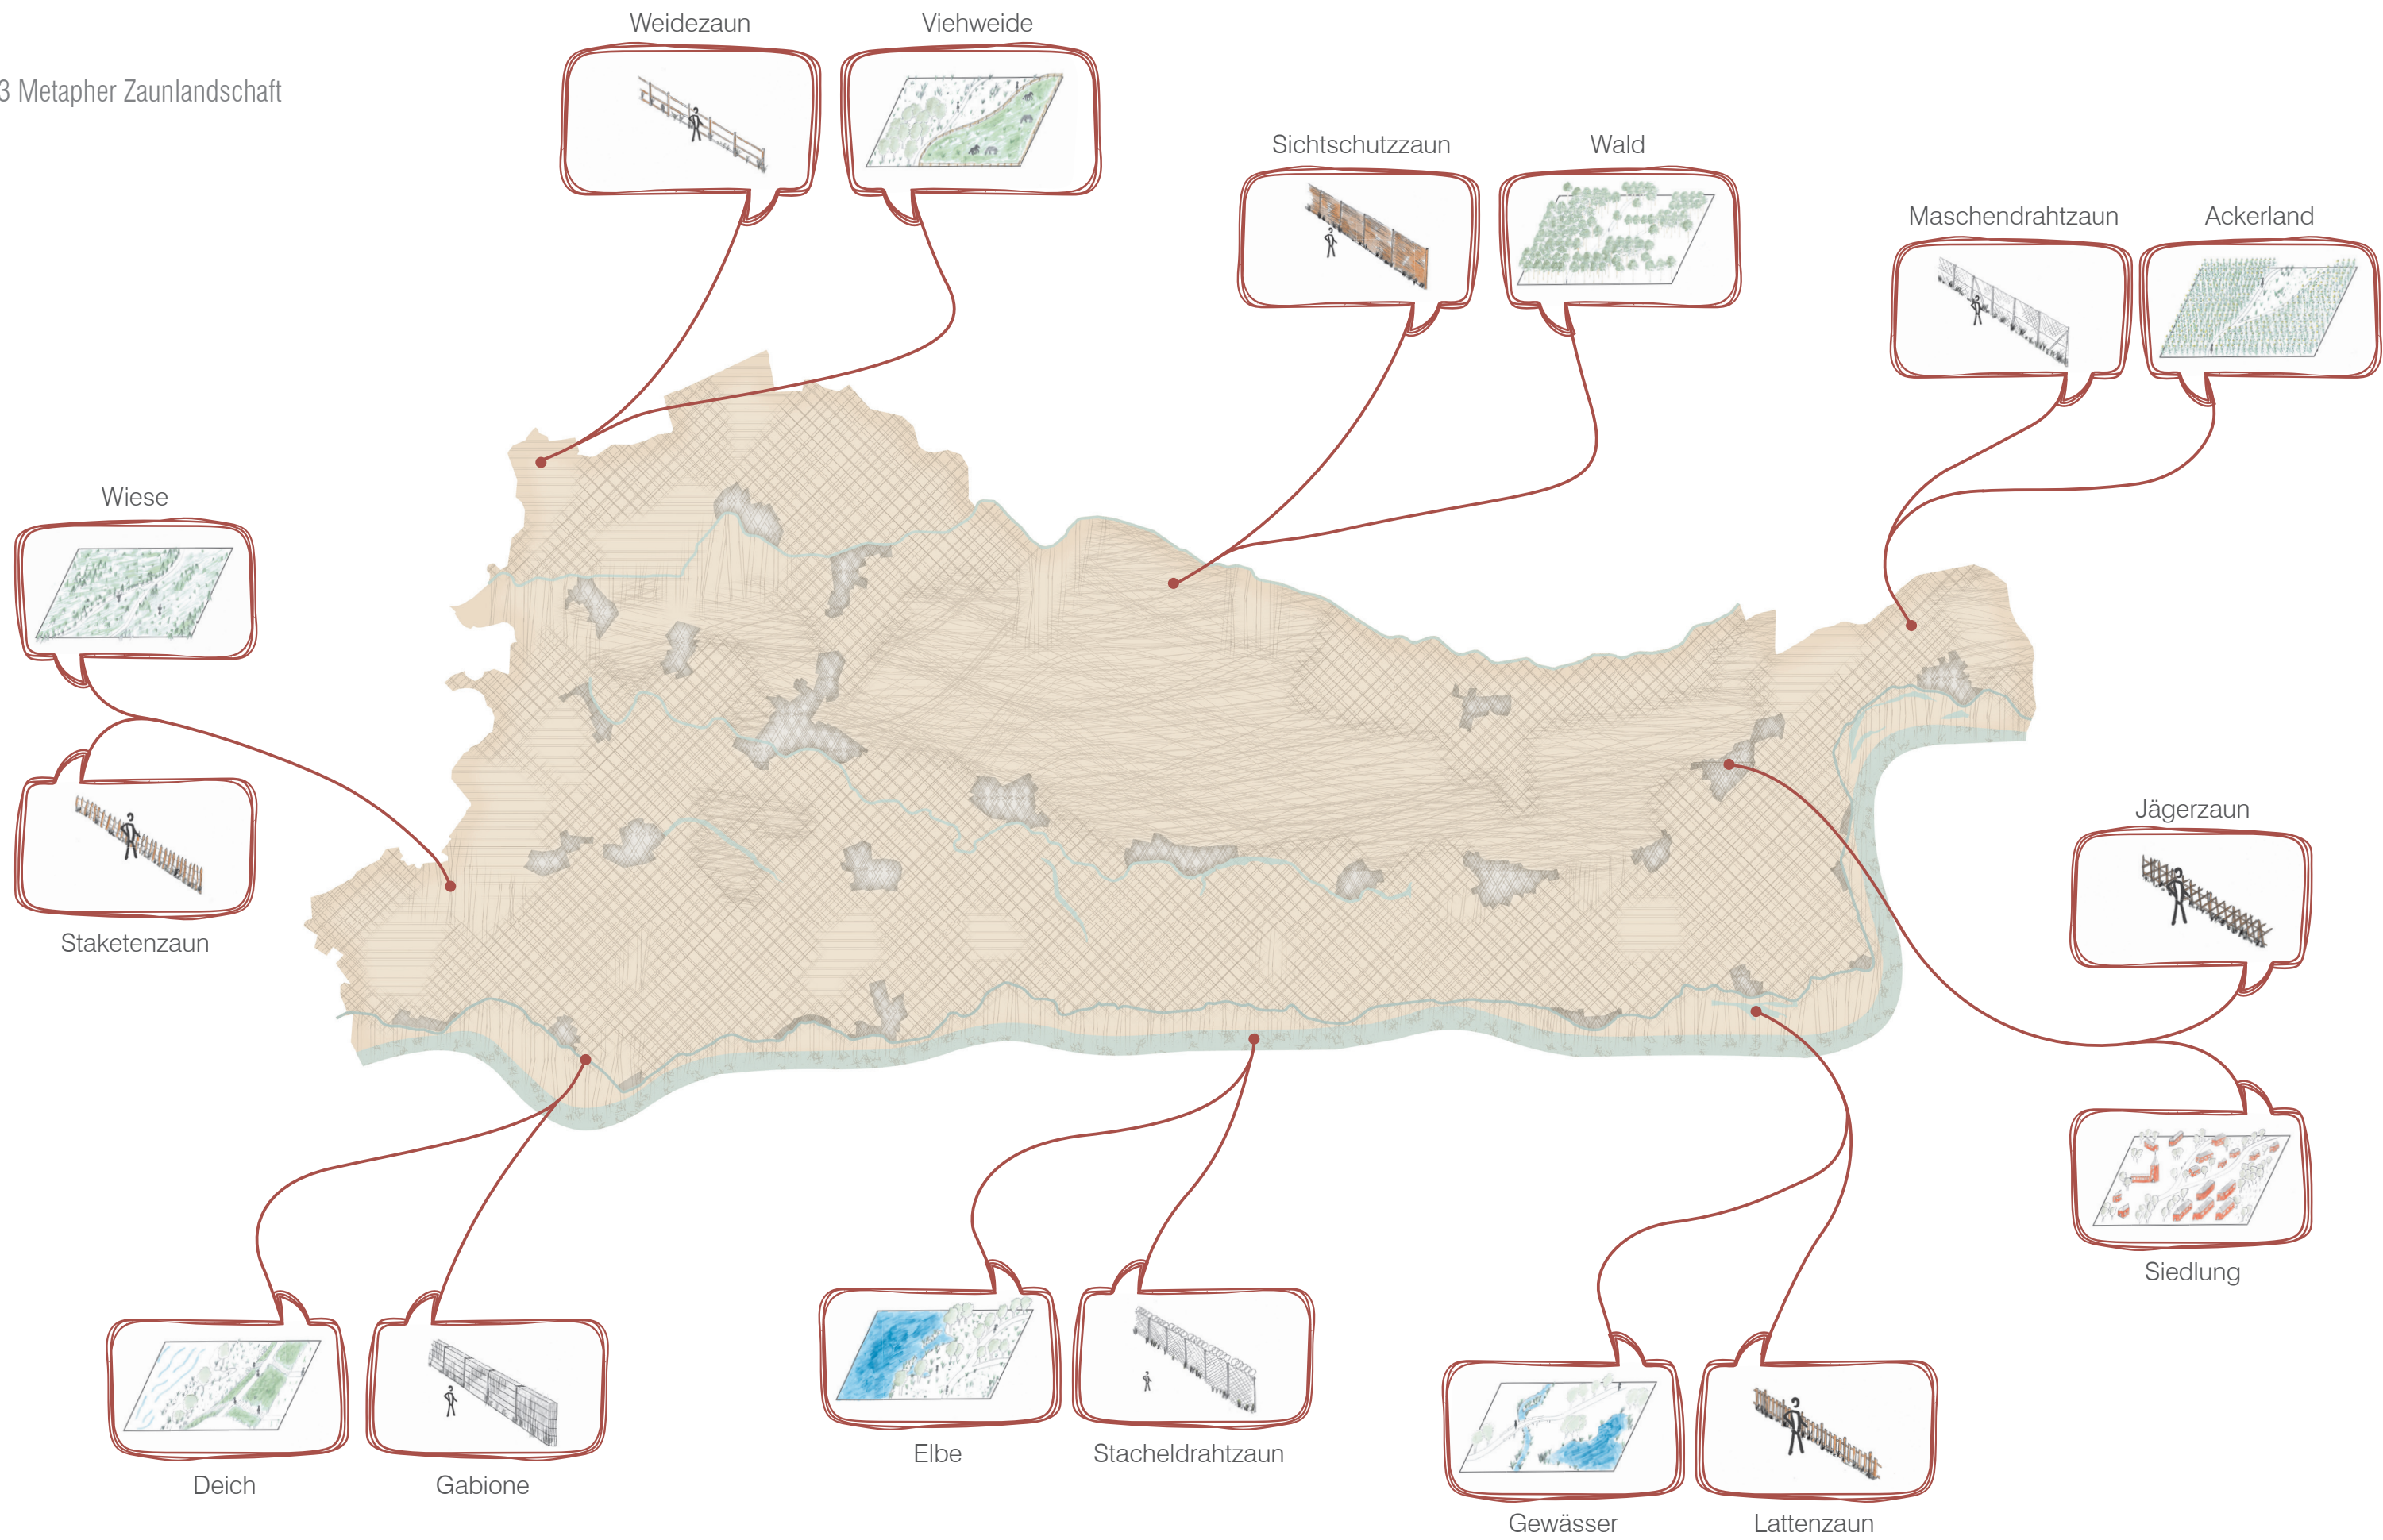 3 Metapher Zaunlandschaft
Weidezaun
Viehweide
Sichtschutzzaun
Wald
Maschendrahtzaun
Ackerland
Wiese
Staketenzaun
Jägerzaun
Siedlung
Deich
Gabione
Elbe
Stacheldrahtzaun
Gewässer
Lattenzaun